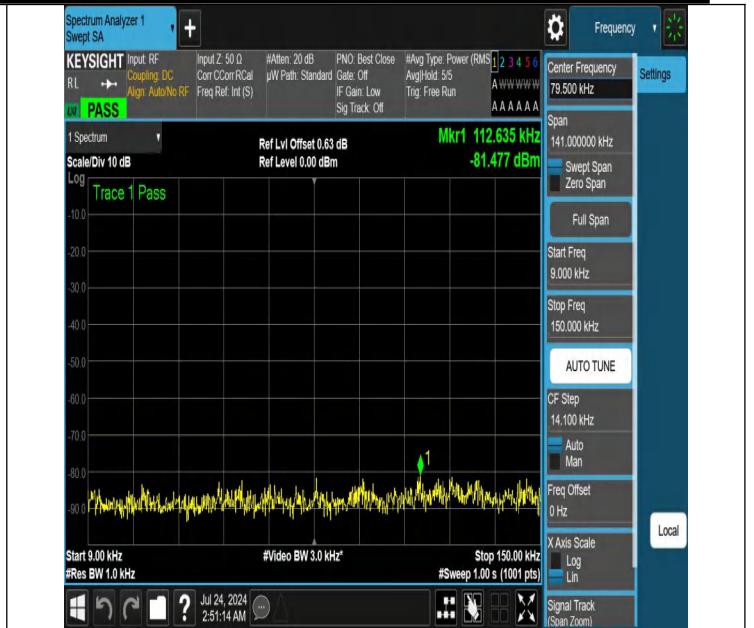 Spectrum Analyzer 1
Swept SA
Frequency
KEYSIGHT
RL
PASS
Input: RF
Coupling: DC
Align: Auto/No RF
Input Z: 50 Ω
Corr CCorr RCal
Freq Ref: Int (S)
#Atten: 20 dB
µW Path: Standard
PNO: Best Close
Gate: Off
IF Gain: Low
Sig Track: Off
#Avg Type: Power (RMS
Avg|Hold: 5/5
Trig: Free Run
1 2 3 4 5 6
A W W W W W
A A A A A A
1 Spectrum
Scale/Div 10 dB
Ref Lvl Offset 0.63 dB
Ref Level 0.00 dBm
Mkr1 112.635 kHz
-81.477 dBm
Log
Trace 1 Pass
-10.0
-20.0
-30.0
-40.0
-50.0
-60.0
-70.0
-80.0
-90.0
1
Start 9.00 kHz
#Res BW 1.0 kHz
#Video BW 3.0 kHz*
Stop 150.00 kHz
#Sweep 1.00 s (1001 pts)
Center Frequency
79.500 kHz
Settings
Span
141.000000 kHz
Swept Span
Zero Span
Full Span
Start Freq
9.000 kHz
Stop Freq
150.000 kHz
AUTO TUNE
CF Step
14.100 kHz
Auto
Man
Freq Offset
0 Hz
X Axis Scale
Log
Lin
Signal Track
(Span Zoom)
Local
?
Jul 24, 2024
2:51:14 AM